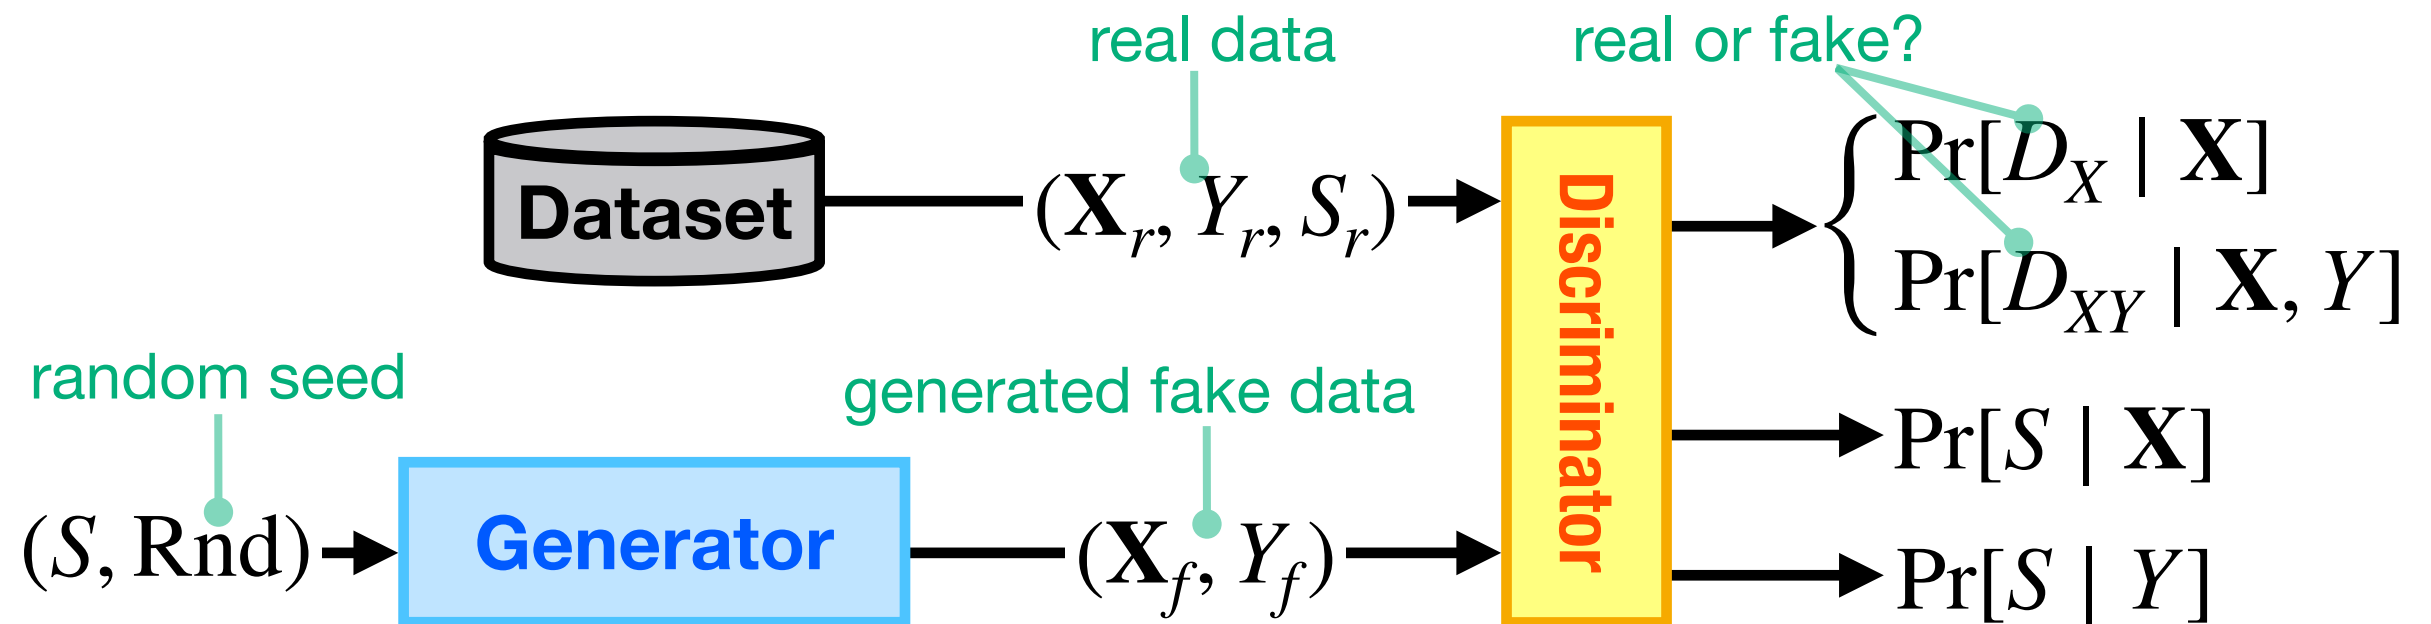 real data
real or fake?
Dataset
(X_r, Y_r, S_r)
Discriminator
Pr[D_X | X]
Pr[D_XY | X, Y]
random seed
generated fake data
Pr[S | X]
(S, Rnd)
Generator
(X_f, Y_f)
Pr[S | Y]